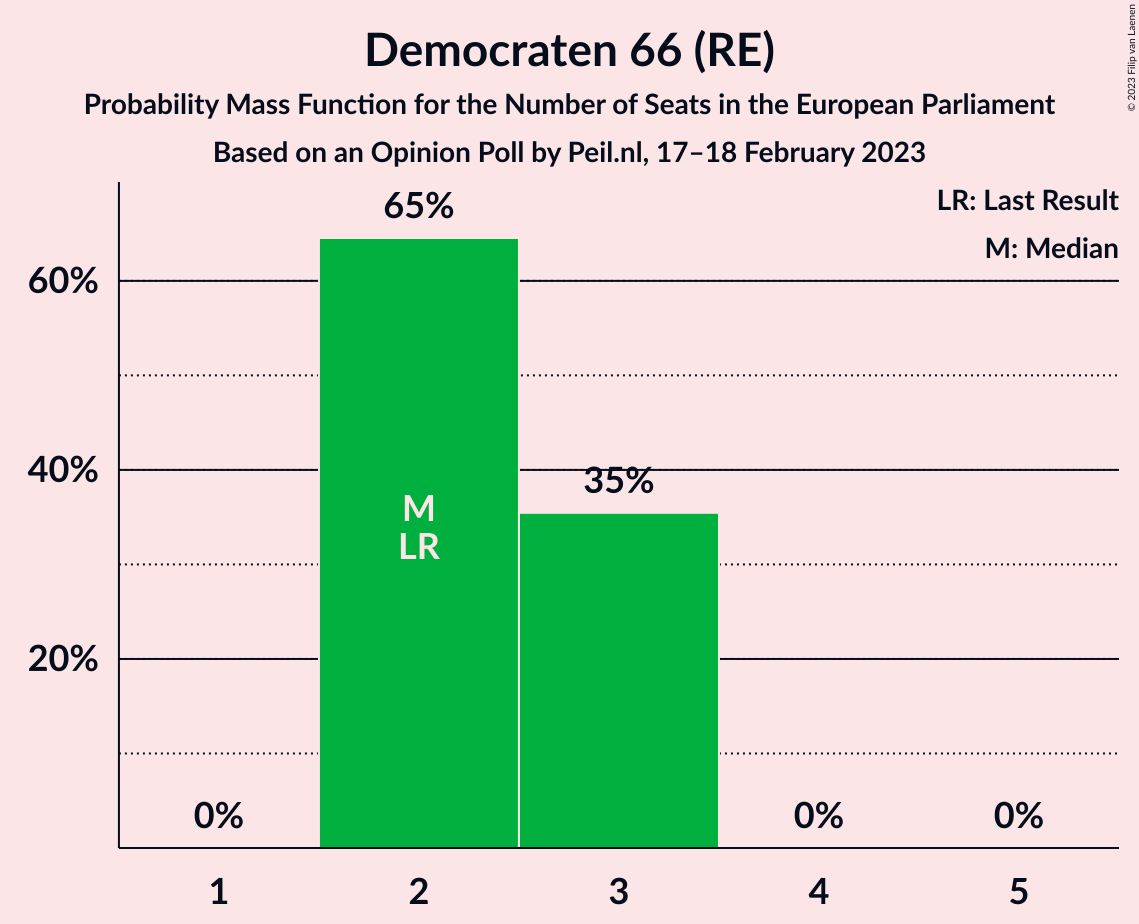 Democraten 66 (RE)
Probability Mass Function for the Number of Seats in the European Parliament
Based on an Opinion Poll by Peil.nl, 17–18 February 2023
© 2023 Filip van Laenen
LR: Last Result
M: Median
65%
60%
40%
35%
M
LR
20%
0%
0%
0%
1
2
3
4
5